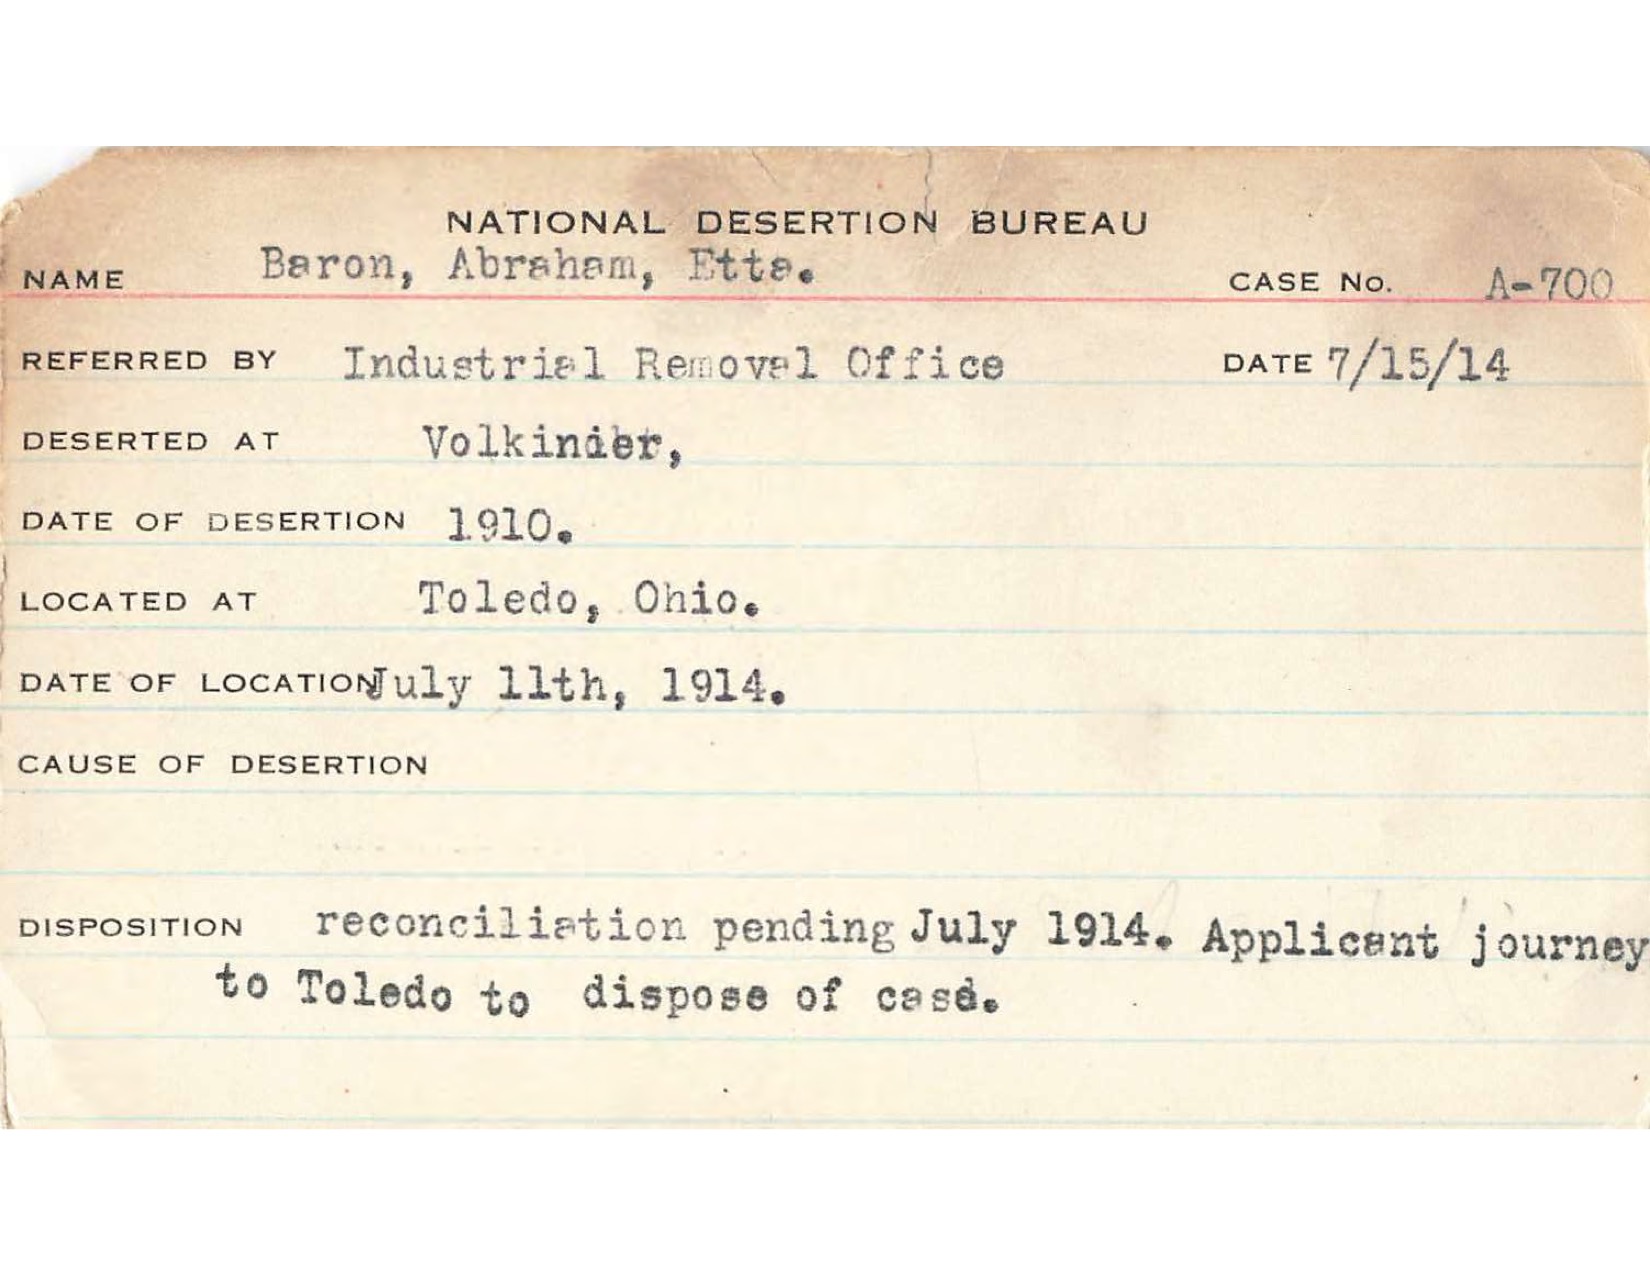 NATIONAL DESERTION BUREAU
NAME Baron, Abraham, Etta. CASE No. A-700
REFERRED BY Industrial Removal Office DATE 7/15/14
DESERTED AT
DATE OF DESERTION 1910.
LOCATED AT Toledo, Ohio.
DATE OF LOCATION July 11th, 1914.
CAUSE OF DESERTION
DISPOSITION reconciliation pending July 1914. Applicant journey
to Toledo to dispose of case.